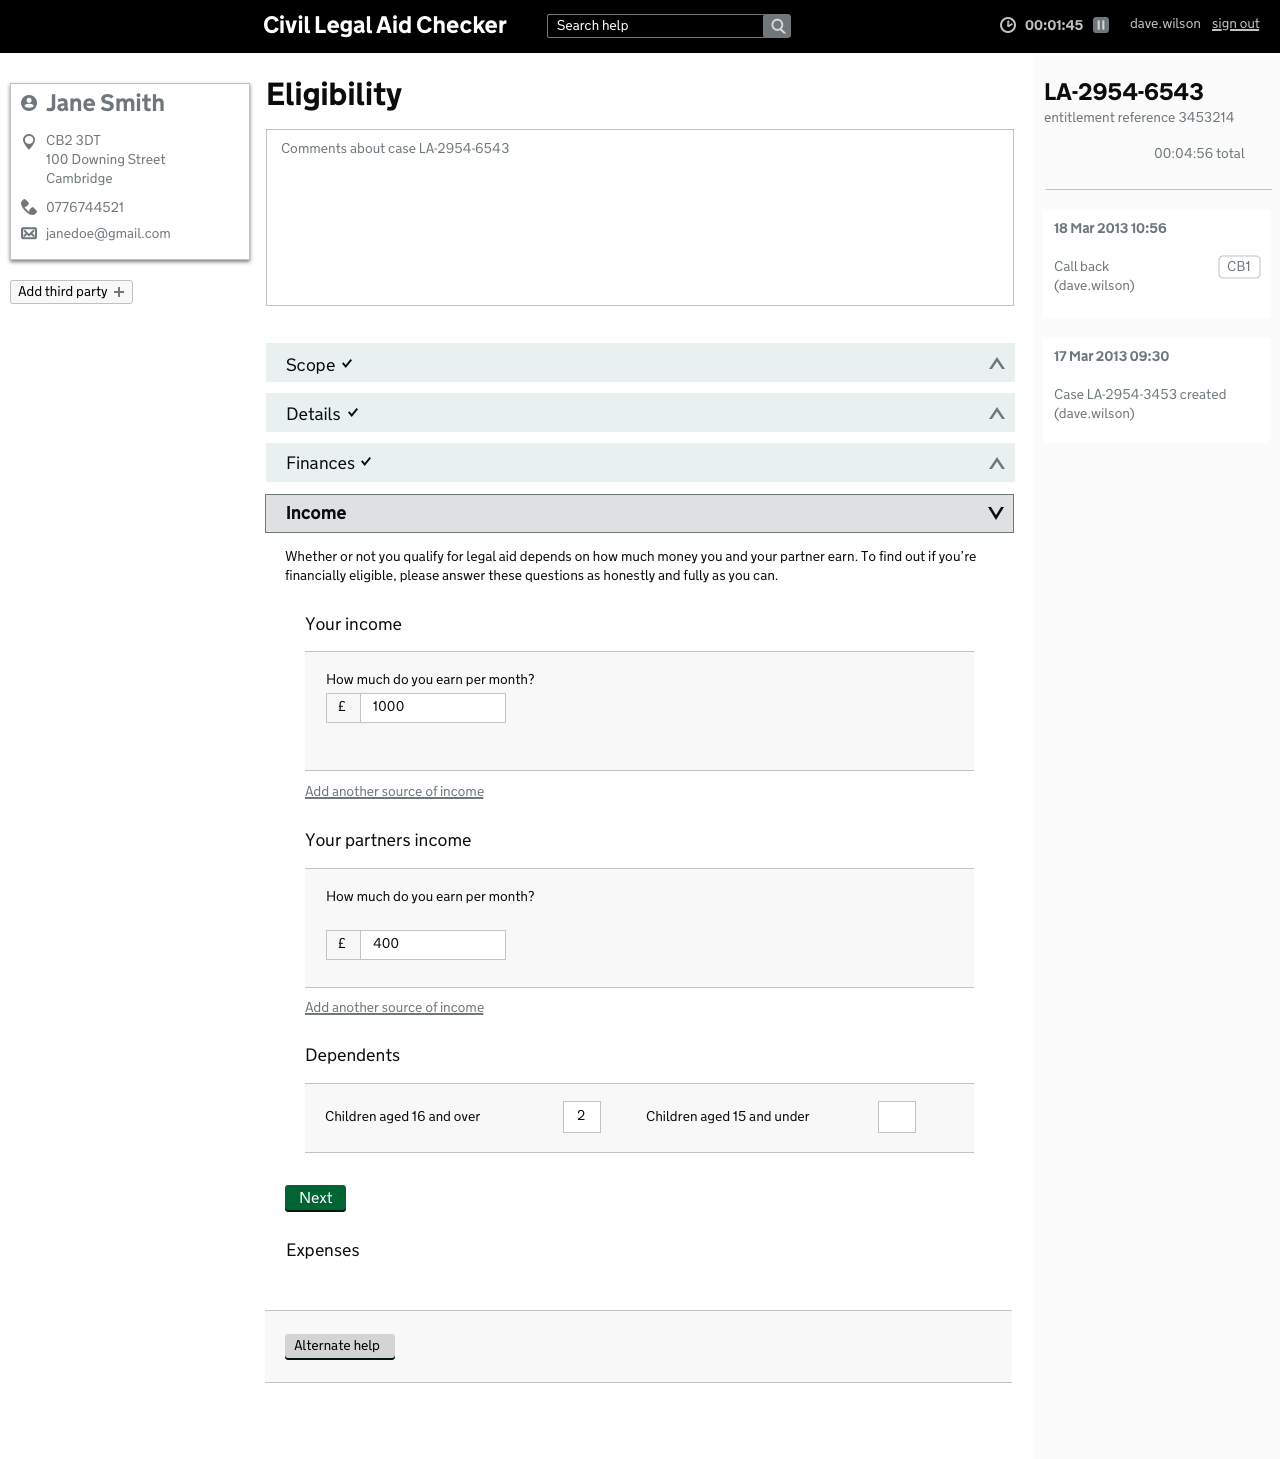 Civil Legal Aid Checker
Search help
00:01:45
dave.wilson
sign out
Jane Smith
CB2 3DT
100 Downing Street
Cambridge
0776744521
janedoe@gmail.com
Add third party
Eligibility
Comments about case LA-2954-6543
Scope
Details
Finances
Income
Whether or not you qualify for legal aid depends on how much money you and your partner earn. To find out if you're
financially eligible, please answer these questions as honestly and fully as you can.
Your income
How much do you earn per month?
£ 1000
Add another source of income
Your partners income
How much do you earn per month?
£ 400
Add another source of income
Dependents
Children aged 16 and over 2 Children aged 15 and under
Next
Expenses
Alternate help
LA-2954-6543
entitlement reference 3453214
00:04:56 total
18 Mar 2013 10:56
Call back CB1
(dave.wilson)
17 Mar 2013 09:30
Case LA-2954-3453 created
(dave.wilson)